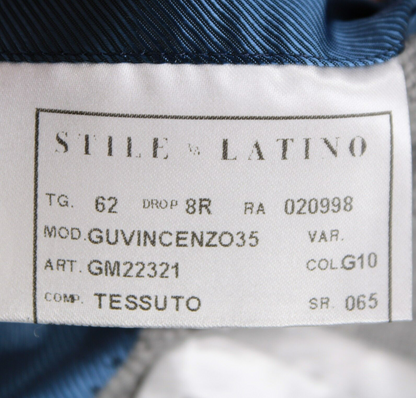 STILE LATINO
TG. 62 DROP 8R RA 020998
MOD. GUVINCENZO35 VAR.
ART. GM22321 COL. G10
COMP. TESSUTO SR. 065